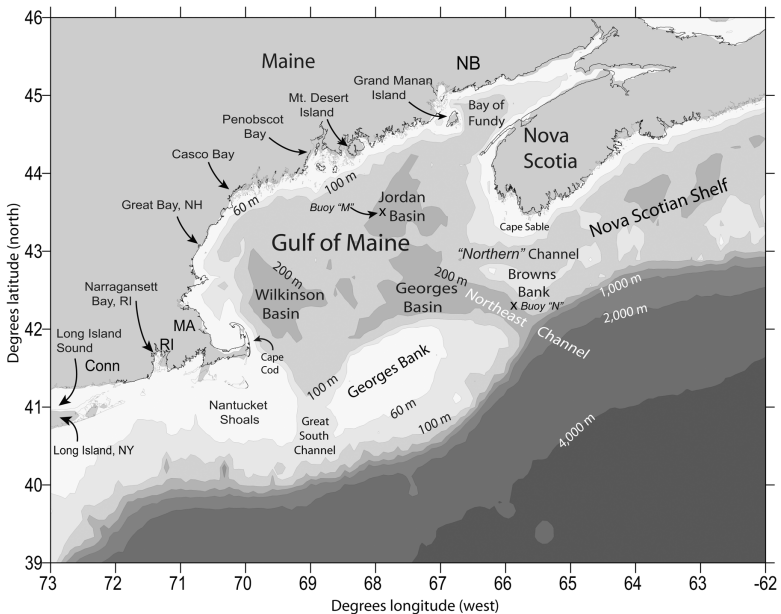 46
45
44
43
42
41
40
39
Degrees latitude (north)
Maine
NB
Grand Manan
Island
Mt. Desert
Island
Bay of
Fundy
Penobscot
Bay
Nova
Scotia
Casco Bay
100 m
60 m
Jordan
Basin
Buoy “M”
X
Great Bay, NH
Nova Scotian Shelf
Cape Sable
Gulf of Maine
“Northern” Channel
200 m
200 m
Browns
Bank
1,000 m
Narragansett
Bay, RI
Wilkinson
Basin
Georges
Basin
X Buoy “N”
2,000 m
Northeast Channel
Long Island
Sound
MA
RI
Conn
Cape
Cod
Georges Bank
100 m
60 m
100 m
Nantucket
Shoals
Great
South
Channel
4,000 m
Long Island, NY
73
72
71
70
69
68
67
66
65
64
63
-62
Degrees longitude (west)